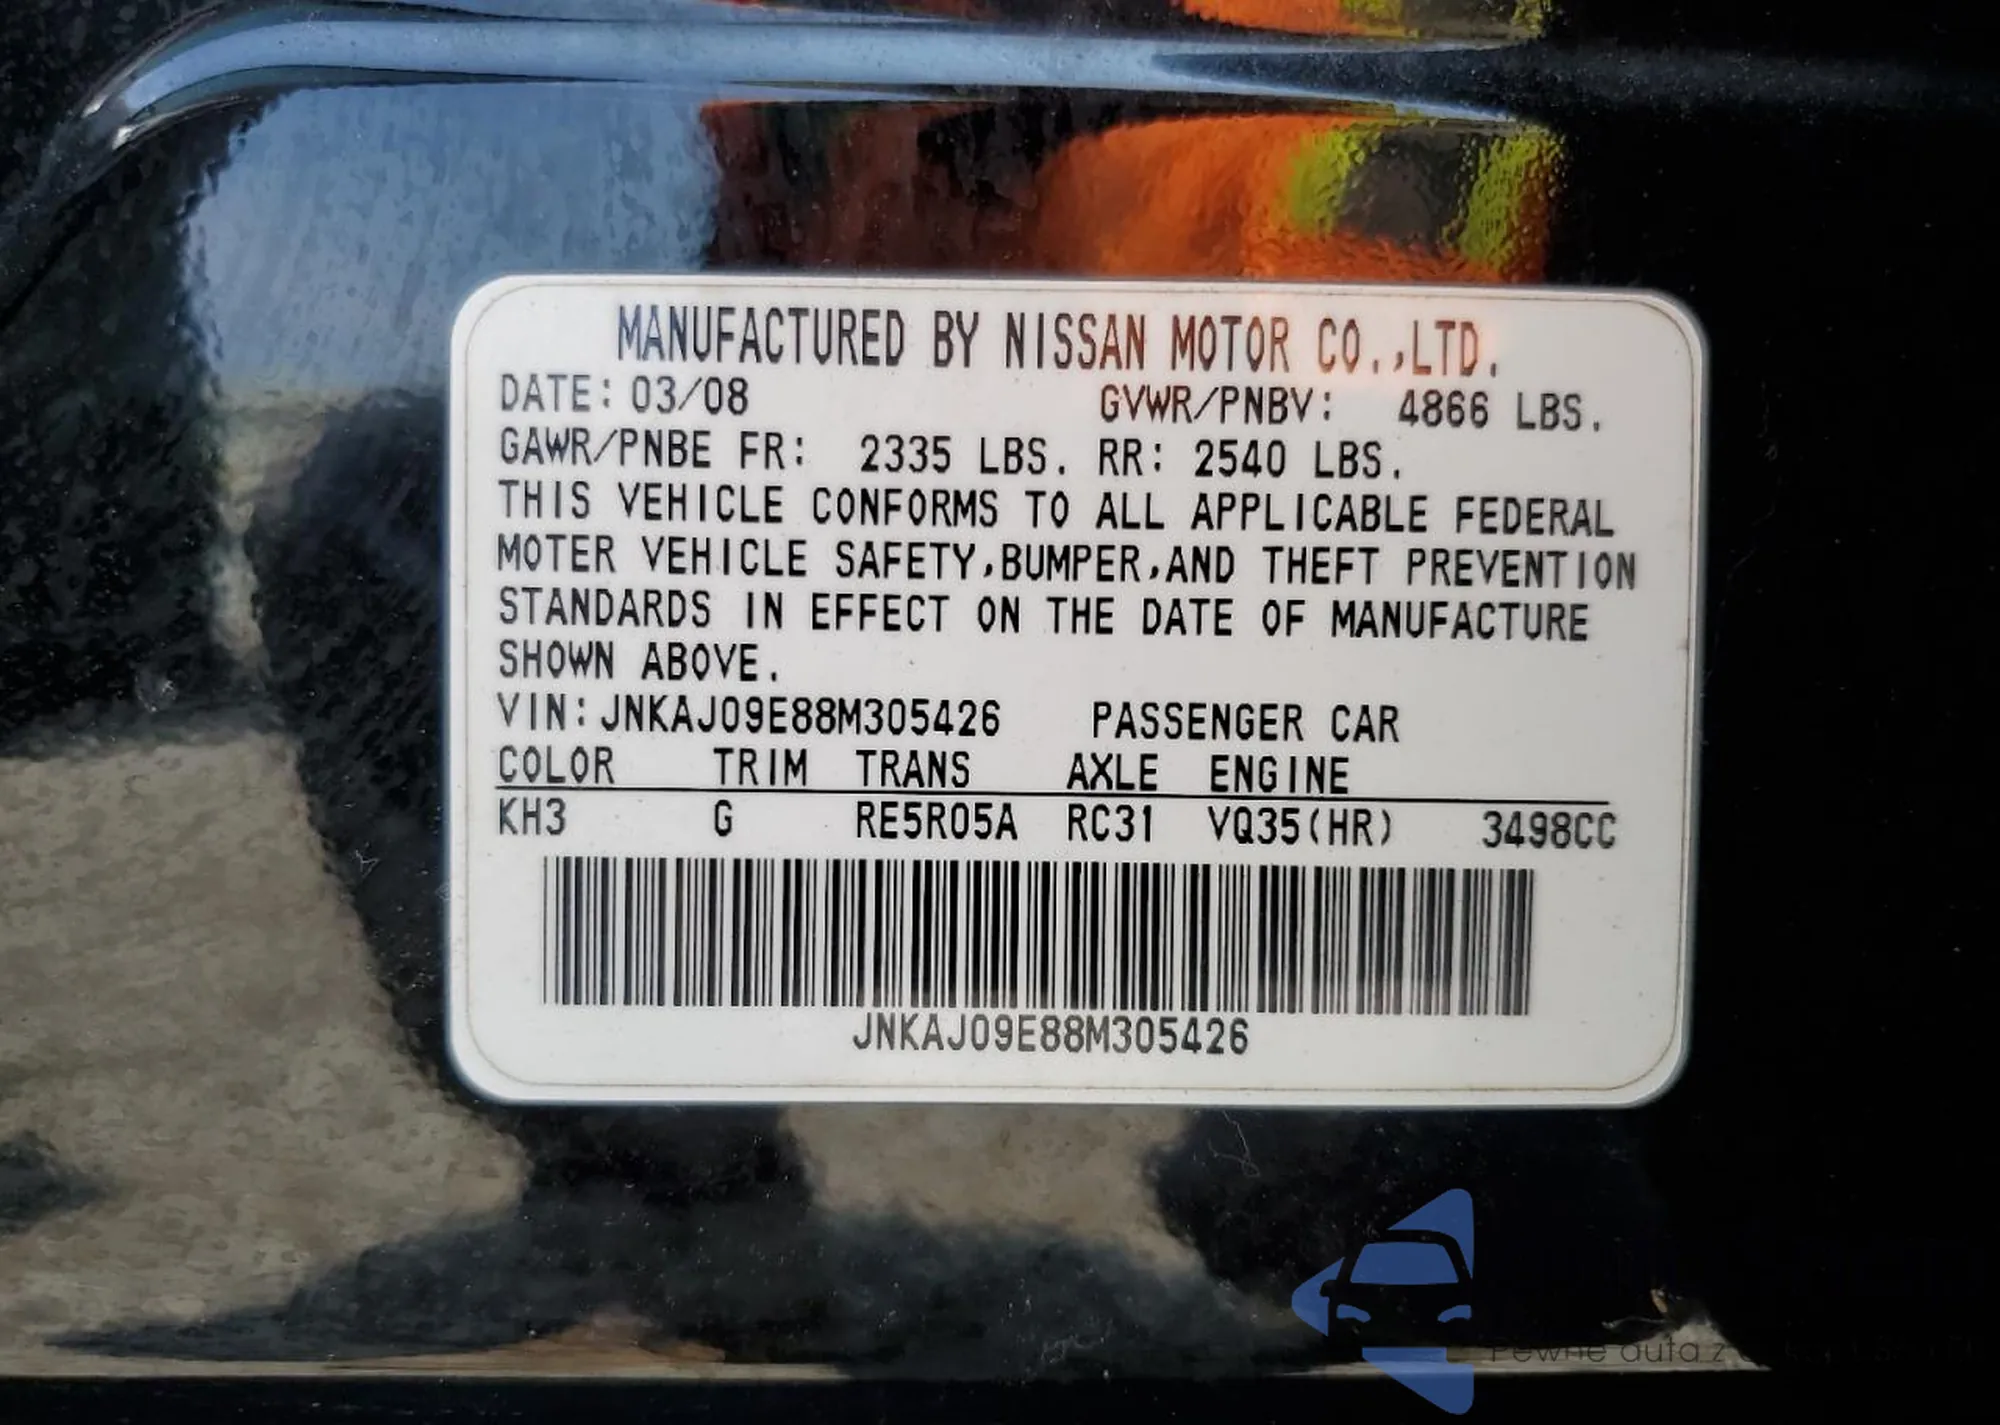 MANUFACTURED BY NISSAN MOTOR CO.,LTD.
DATE: 03/08 GVWR/PNBV: 4866 LBS.
GAWR/PNBE FR: 2335 LBS. RR: 2540 LBS.
THIS VEHICLE CONFORMS TO ALL APPLICABLE FEDERAL
MOTER VEHICLE SAFETY,BUMPER,AND THEFT PREVENTION
STANDARDS IN EFFECT ON THE DATE OF MANUFACTURE
SHOWN ABOVE.
VIN: JNKAJ09E88M305426 PASSENGER CAR
COLOR TRIM TRANS AXLE ENGINE
KH3 G RE5R05A RC31 VQ35(HR) 3498CC
JNKAJ09E88M305426
Pewne auta z